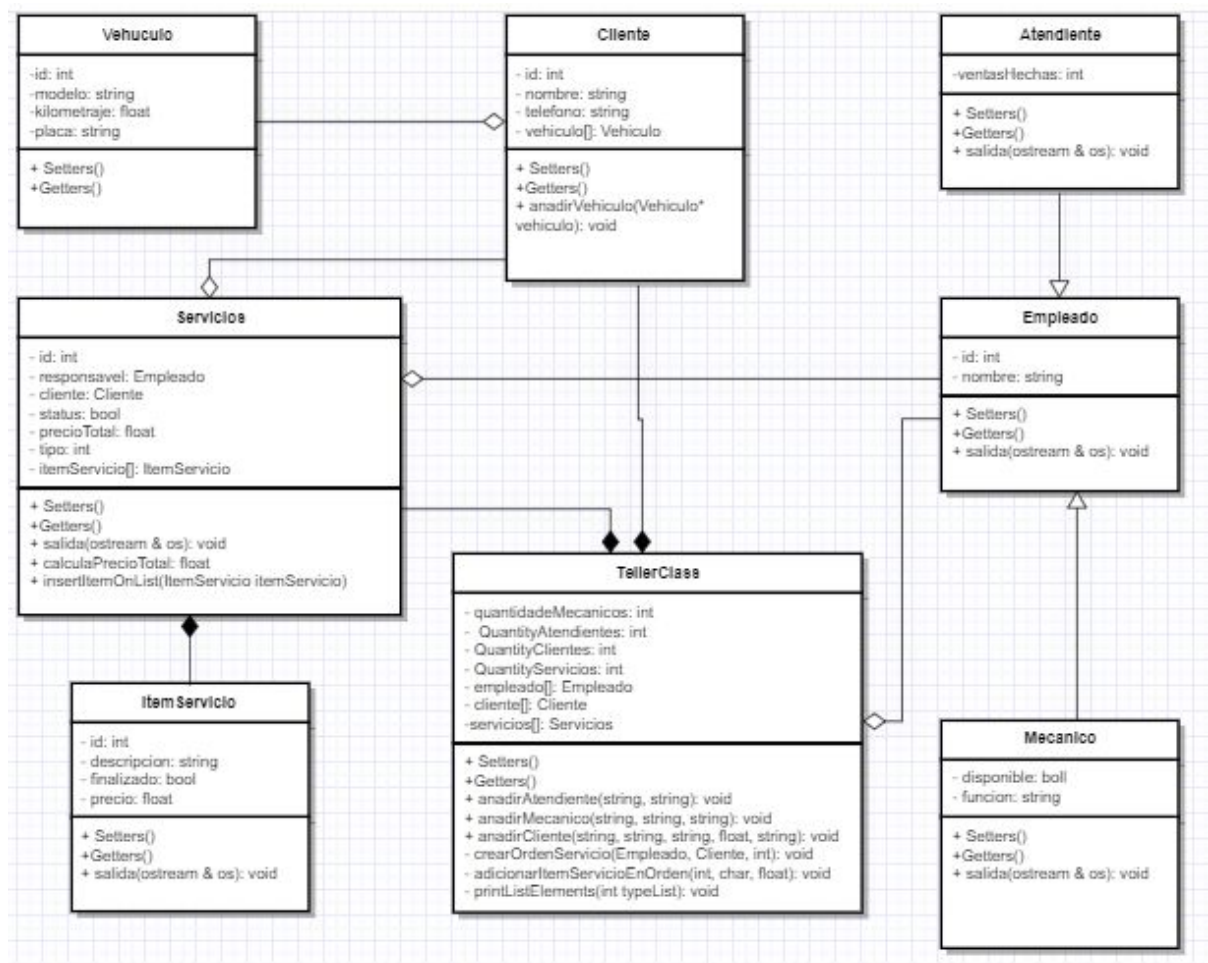 Vehuculo
-id: int
-modelo: string
-kilometraje: float
-placa: string
+ Setters()
+Getters()
Cliente
- id: int
- nombre: string
- telefono: string
- vehiculo[]: Vehiculo
+ Setters()
+Getters()
+ anadirVehiculo(Vehiculo*
vehiculo): void
Atendiente
-ventasHechas: int
+ Setters()
+Getters()
+ salida(ostream & os): void
Servicios
- id: int
- responsavel: Empleado
- cliente: Cliente
- status: bool
- precioTotal: float
- tipo: int
- itemServicio[]: ItemServicio
+ Setters()
+Getters()
+ salida(ostream & os): void
+ calculaPrecioTotal: float
+ insertItemOnList(ItemServicio itemServicio)
Empleado
- id: int
- nombre: string
+ Setters()
+Getters()
+ salida(ostream & os): void
TellerClass
- quantidadeMecanicos: int
- QuantityAtendientes: int
- QuantityClientes: int
- QuantityServicios: int
- empleado[]: Empleado
- cliente[]: Cliente
-servicios[]: Servicios
+ Setters()
+Getters()
+ anadirAtendiente(string, string): void
+ anadirMecanico(string, string, string): void
+ anadirCliente(string, string, string, float, string): void
- crearOrdenServicio(Empleado, Cliente, int): void
- adicionarItemServicioEnOrden(int, char, float): void
- printListElements(int typeList): void
ItemServicio
- id: int
- descripcion: string
- finalizado: bool
- precio: float
+ Setters()
+Getters()
+ salida(ostream & os): void
Mecanico
- disponible: boll
- funcion: string
+ Setters()
+Getters()
+ salida(ostream & os): void